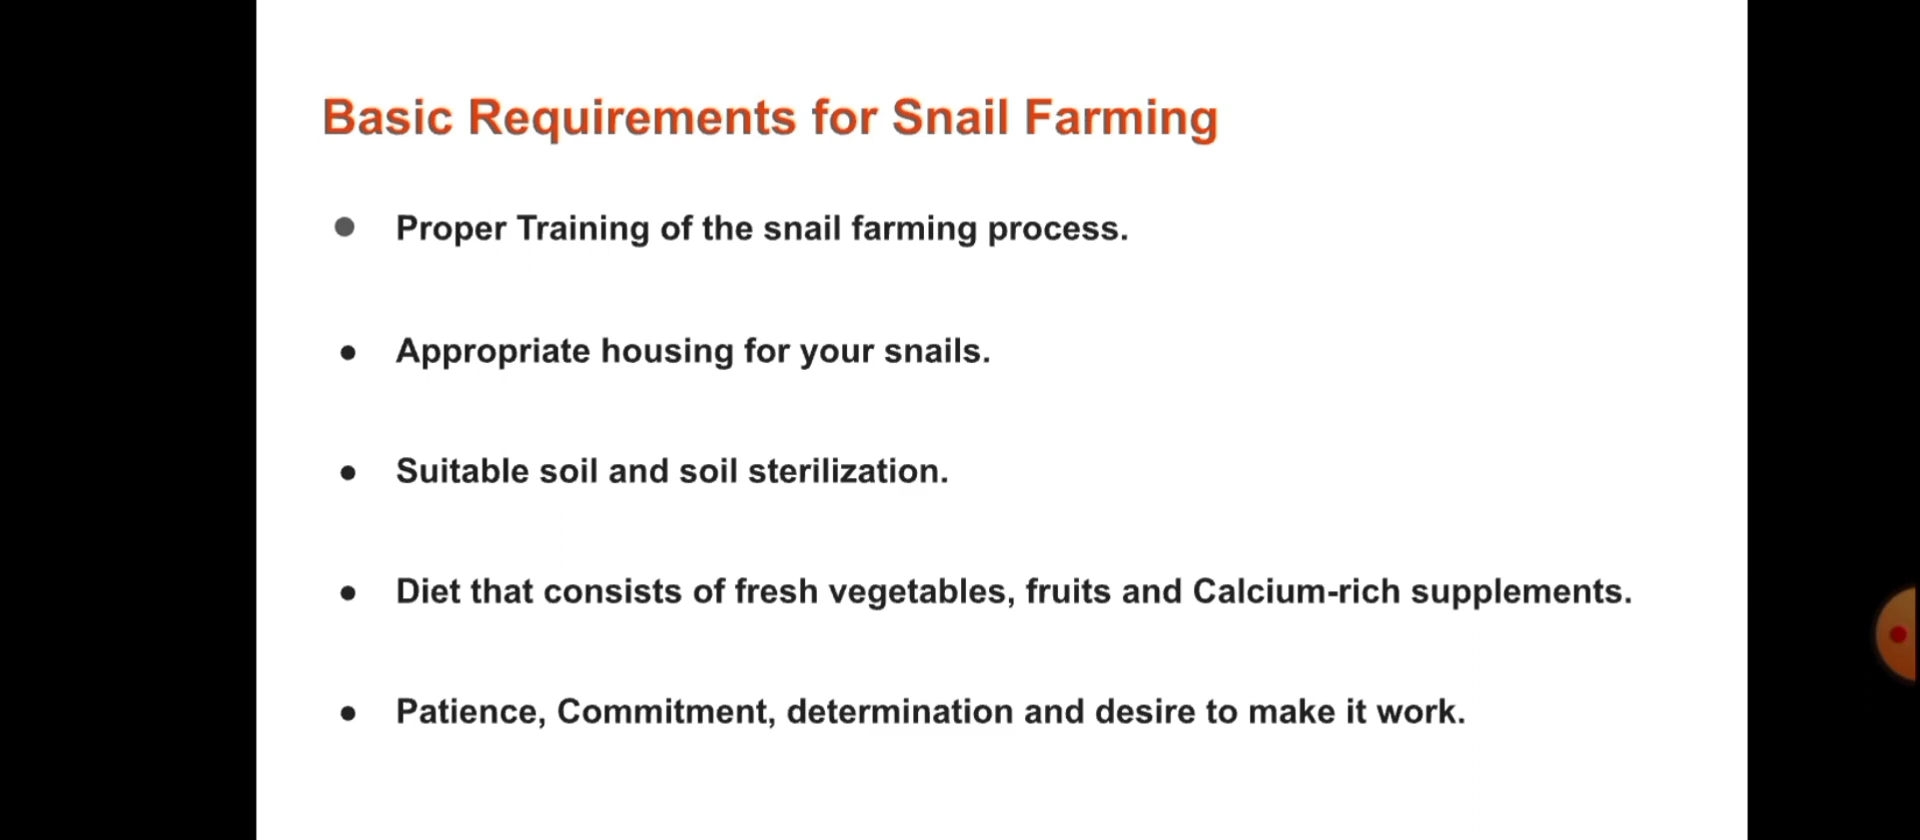 Basic Requirements for Snail Farming
● Proper Training of the snail farming process.
● Appropriate housing for your snails.
● Suitable soil and soil sterilization.
● Diet that consists of fresh vegetables, fruits and Calcium-rich supplements.
● Patience, Commitment, determination and desire to make it work.